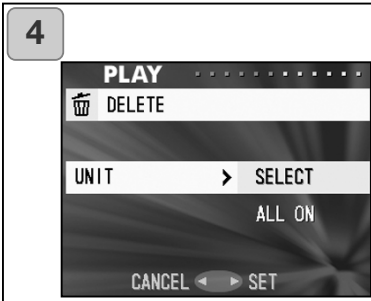 4
PLAY
DELETE
UNIT > SELECT
ALL ON
CANCEL ◄ ► SET